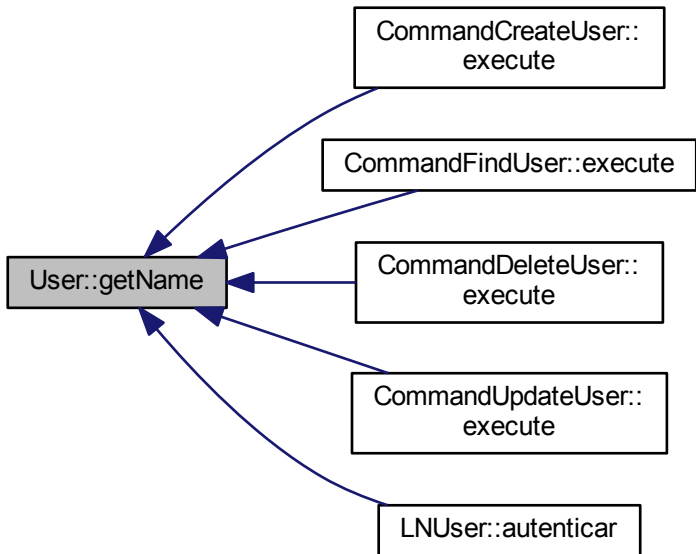 CommandCreateUser::
execute
CommandFindUser::execute
User::getName
CommandDeleteUser::
execute
CommandUpdateUser::
execute
LNUser::autenticar